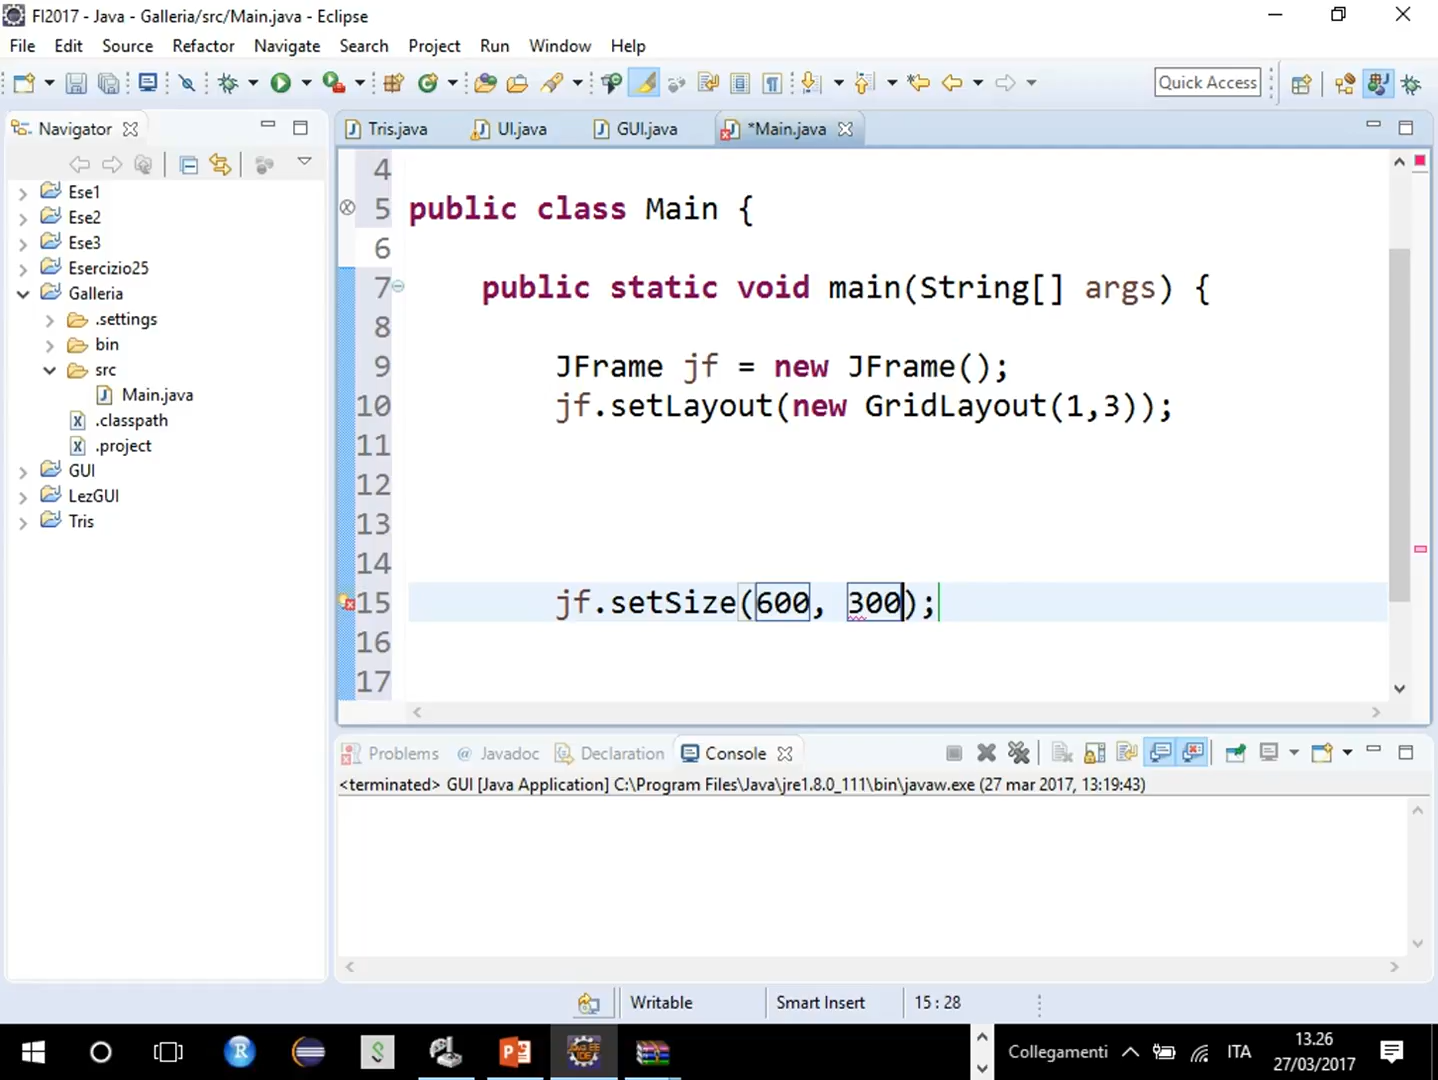 FI2017 - Java - Galleria/src/Main.java - Eclipse
File Edit Source Refactor Navigate Search Project Run Window Help
Quick Access
Navigator
Tris.java UI.java GUI.java *Main.java
Ese1
Ese2
Ese3
Esercizio25
Galleria
.settings
bin
src
Main.java
.classpath
.project
GUI
LezGUI
Tris
4
5 public class Main {
6
7 public static void main(String[] args) {
8
9 JFrame jf = new JFrame();
10 jf.setLayout(new GridLayout(1,3));
11
12
13
14
15 jf.setSize(600, 300);
16
17
Problems Javadoc Declaration Console
<terminated> GUI [Java Application] C:\Program Files\Java\jre1.8.0_111\bin\javaw.exe (27 mar 2017, 13:19:43)
Writable Smart Insert 15 : 28
Collegamenti ITA
13.26
27/03/2017